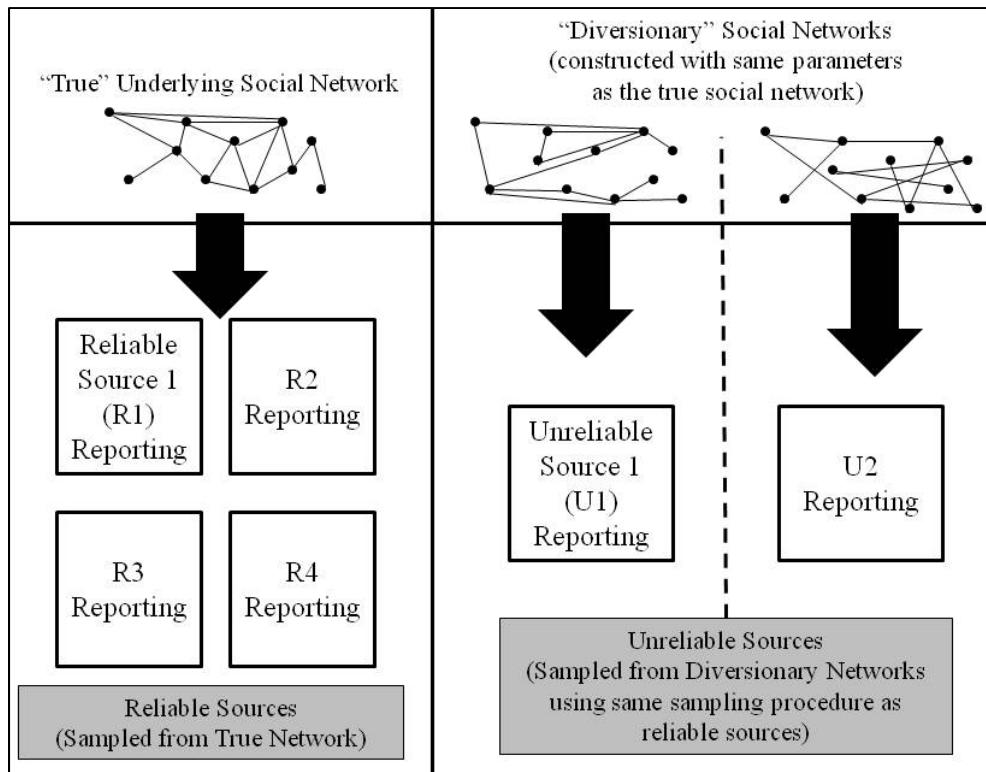 “True” Underlying Social Network
“Diversionary” Social Networks
(constructed with same parameters
as the true social network)
Reliable
Source 1
(R1)
Reporting
R2
Reporting
R3
Reporting
R4
Reporting
Reliable Sources
(Sampled from True Network)
Unreliable
Source 1
(U1)
Reporting
U2
Reporting
Unreliable Sources
(Sampled from Diversionary Networks
using same sampling procedure as
reliable sources)